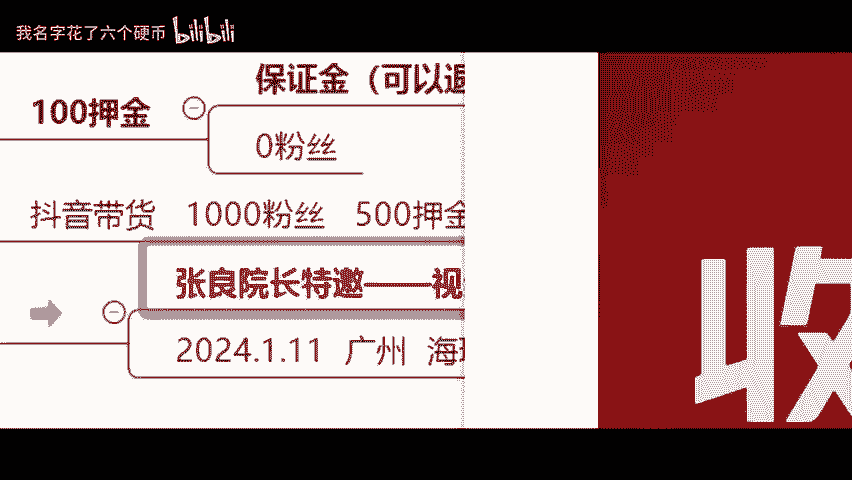 我名字花了六个硬币 bilibili
保证金（可以退
100押金
0粉丝
抖音带货 1000粉丝 500押金
张良院长特邀——视
2024.1.11 广州 海
收